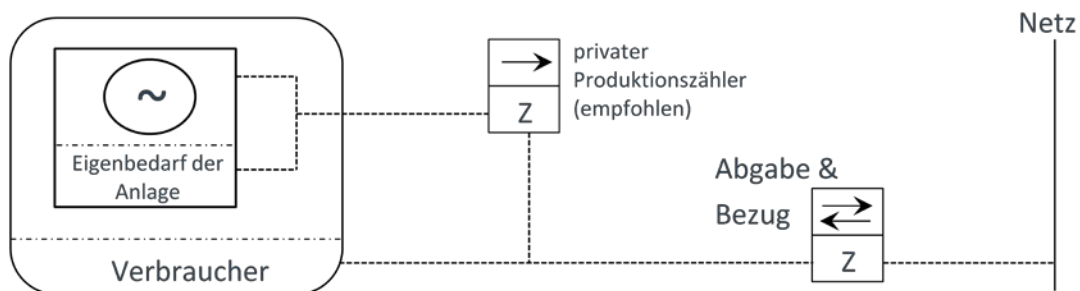 Netz
privater
Produktionszähler
(empfohlen)
Z
~
Eigenbedarf der
Anlage
Abgabe &
Bezug
Z
Verbraucher